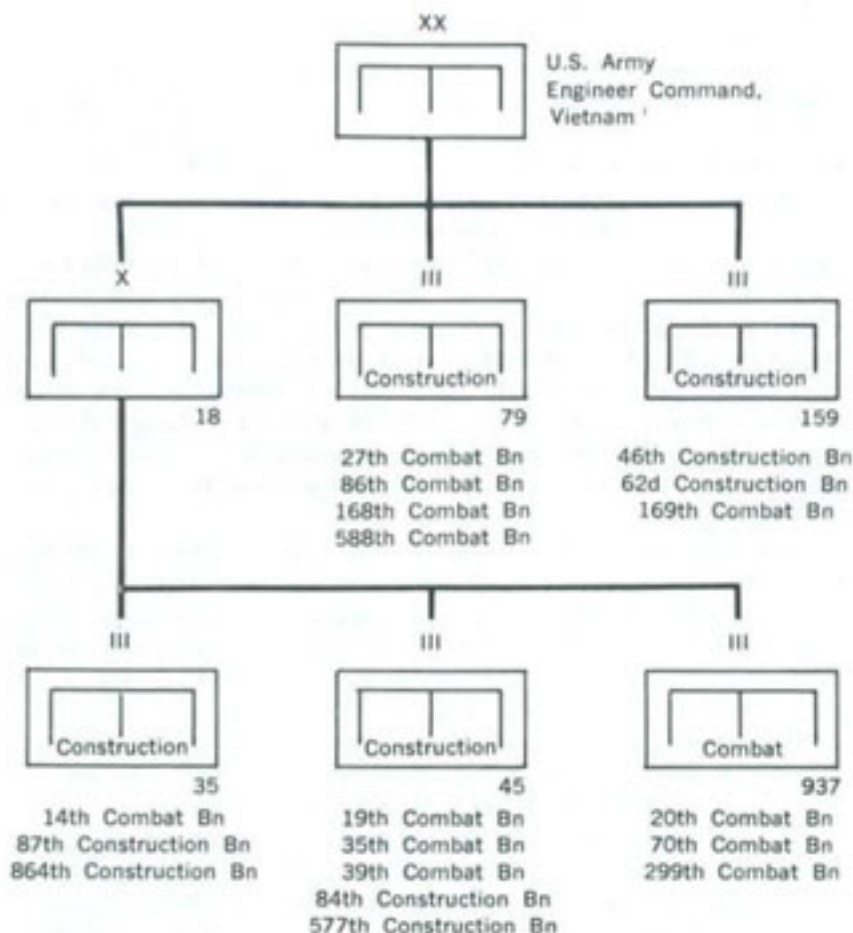 XX
U.S. Army
Engineer Command,
Vietnam ¹
X
III
III
18
Construction
79
Construction
159
27th Combat Bn
86th Combat Bn
168th Combat Bn
588th Combat Bn
46th Construction Bn
62d Construction Bn
169th Combat Bn
III
III
III
Construction
35
Construction
45
Combat
937
14th Combat Bn
87th Construction Bn
864th Construction Bn
19th Combat Bn
35th Combat Bn
39th Combat Bn
84th Construction Bn
577th Construction Bn
20th Combat Bn
70th Combat Bn
299th Combat Bn